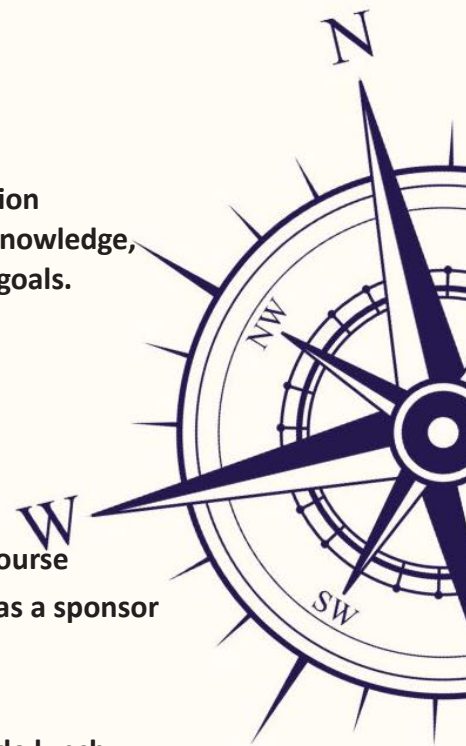 N
ion
nowledge,
goals.
NW
W
ourse
as a sponsor
SW